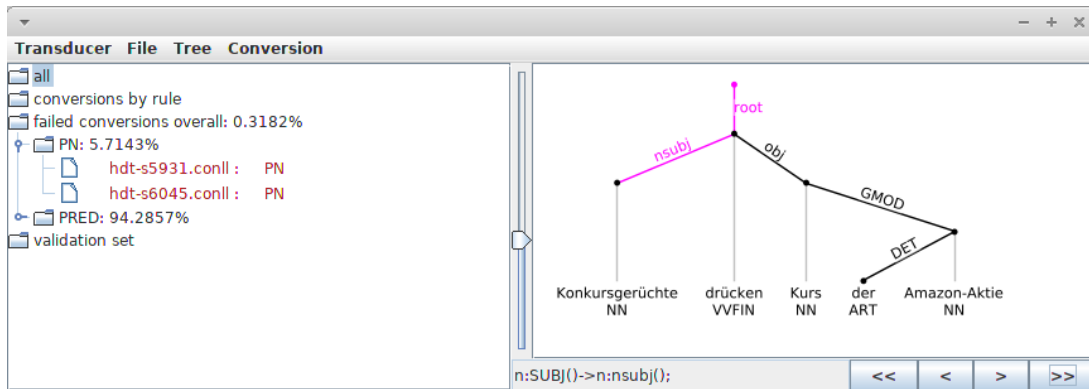 Transducer File Tree Conversion
all
conversions by rule
failed conversions overall: 0.3182%
PN: 5.7143%
hdt-s5931.conll : PN
hdt-s6045.conll : PN
PRED: 94.2857%
validation set
root
nsubj
obj
GMOD
DET
Konkursgerüchte drücken Kurs der Amazon-Aktie
NN VVFIN NN ART NN
n:SUBJ()->n:nsubj();
<< < > >>